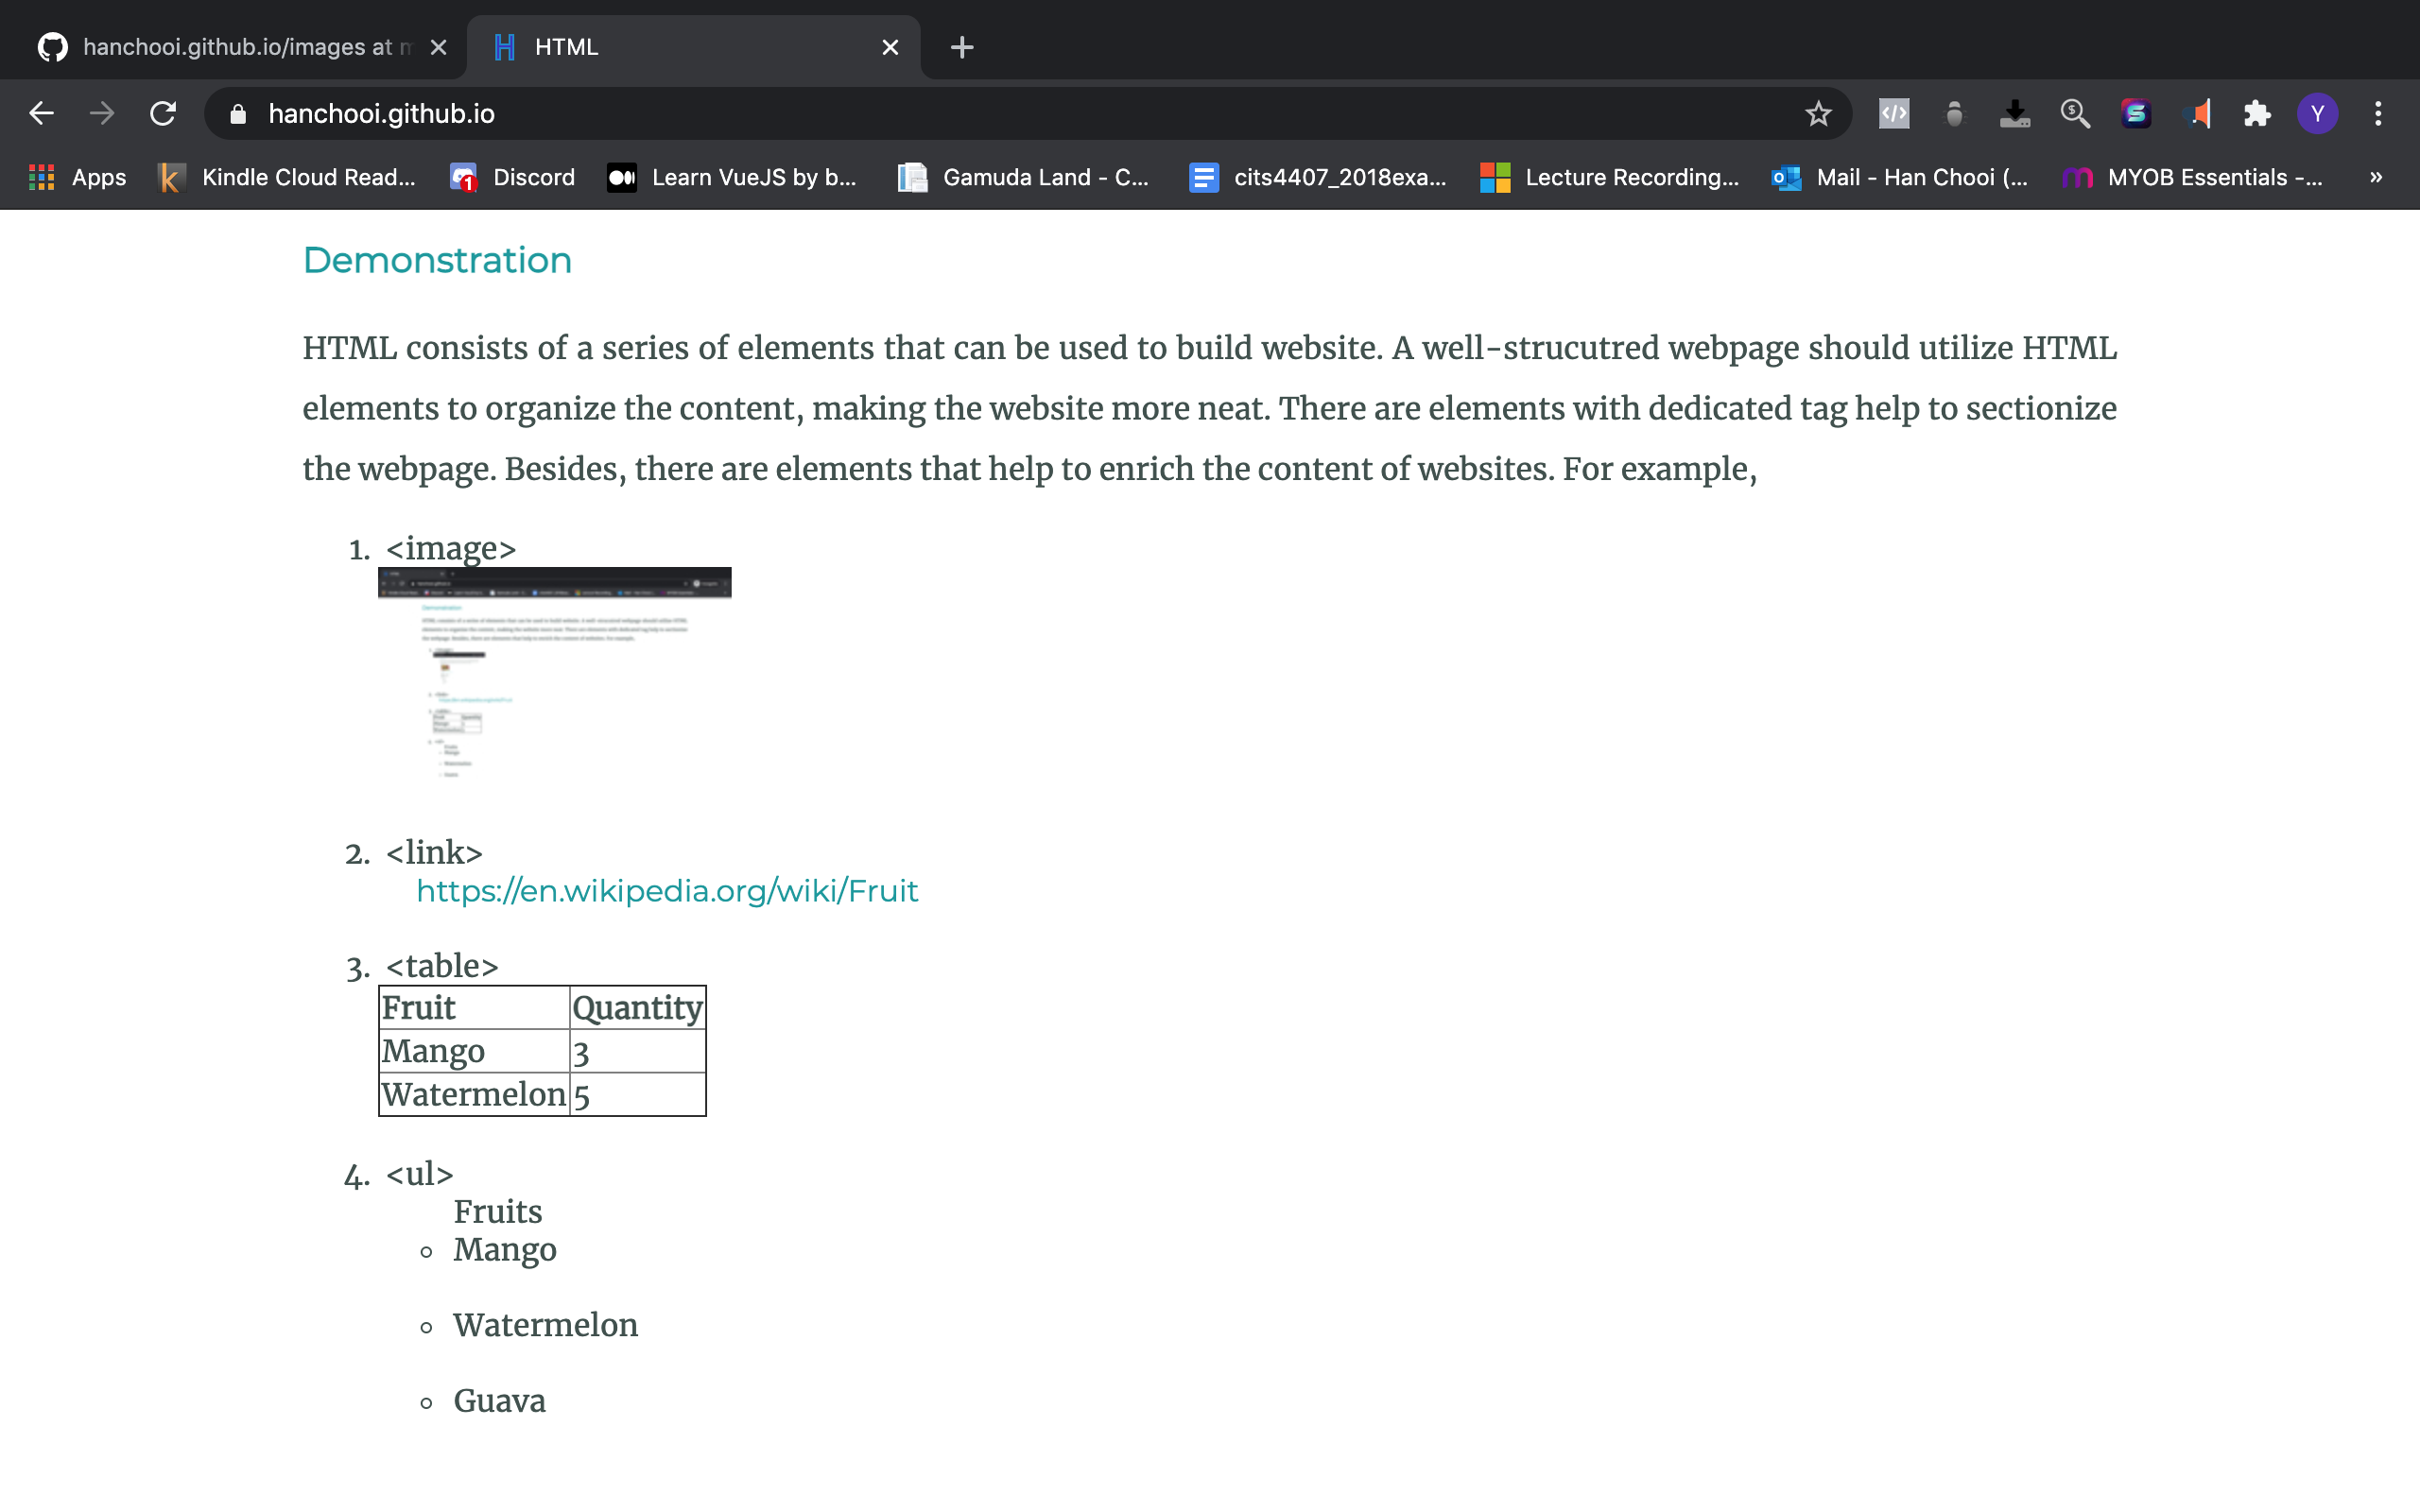 hanchooi.github.io/images at m
HTML
hanchooi.github.io
Apps
Kindle Cloud Read...
Discord
Learn VueJS by b...
Gamuda Land - C...
cits4407_2018exa...
Lecture Recording...
Mail - Han Chooi (...
MYOB Essentials -...
»
Demonstration
HTML consists of a series of elements that can be used to build website. A well-strucutred webpage should utilize HTML
elements to organize the content, making the website more neat. There are elements with dedicated tag help to sectionize
the webpage. Besides, there are elements that help to enrich the content of websites. For example,
1. <image>
2. <link>
https://en.wikipedia.org/wiki/Fruit
3. <table>
Fruit Quantity
Mango 3
Watermelon 5
4. <ul>
Fruits
Mango
Watermelon
Guava